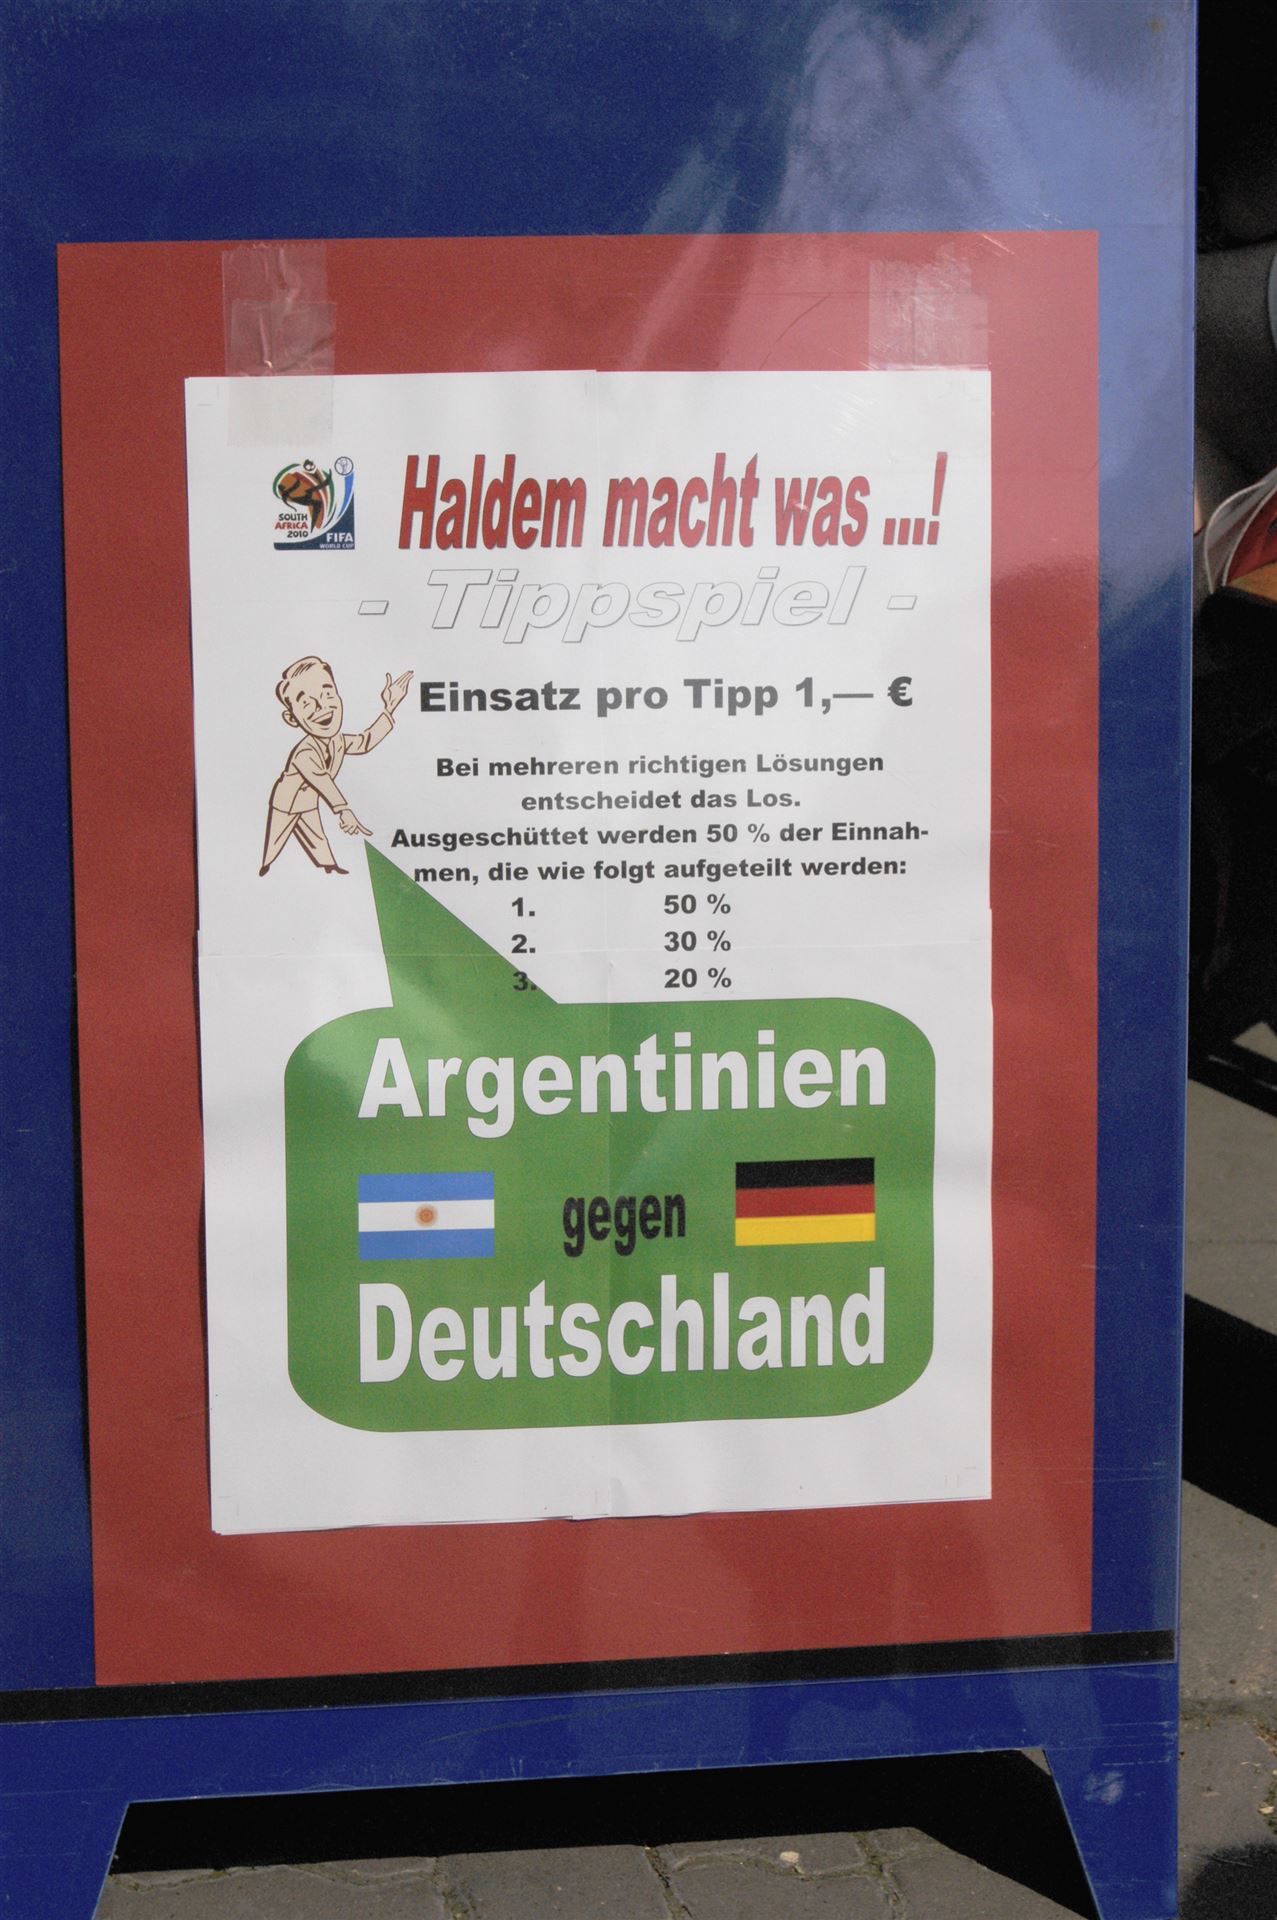 SOUTH
AFRICA
2010
FIFA
WORLD CUP
Haldem macht was ...!
- Tippspiel -
Einsatz pro Tipp 1,— €
Bei mehreren richtigen Lösungen
entscheidet das Los.
Ausgeschüttet werden 50 % der Einnah-
men, die wie folgt aufgeteilt werden:
1. 50 %
2. 30 %
3. 20 %
Argentinien
gegen
Deutschland